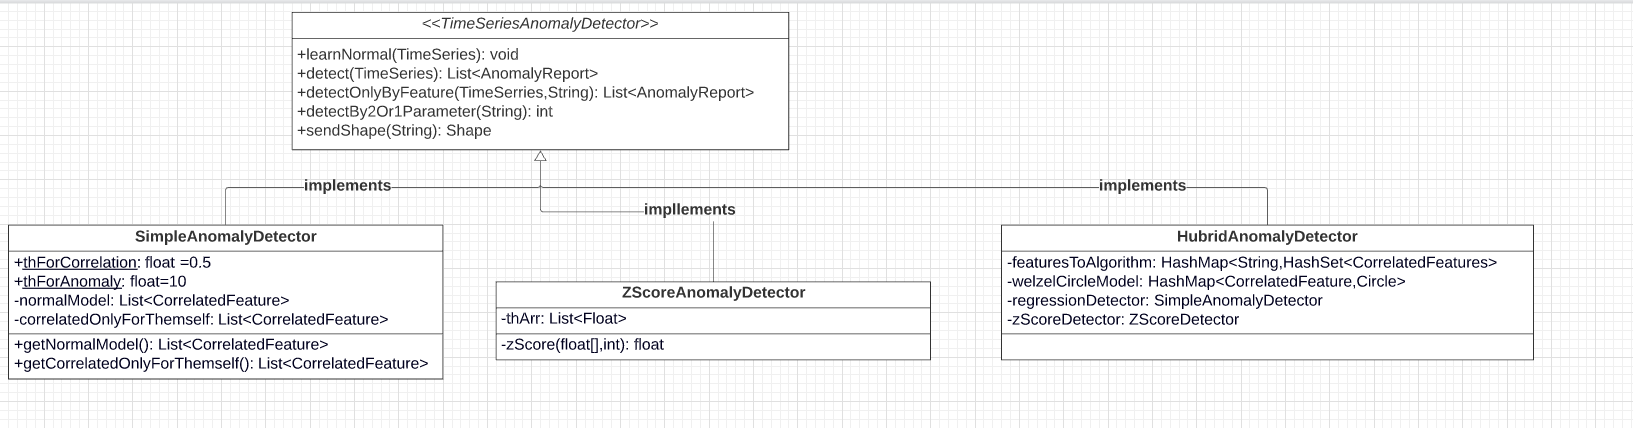 <<TimeSeriesAnomalyDetector>>
+learnNormal(TimeSeries): void
+detect(TimeSeries): List<AnomalyReport>
+detectOnlyByFeature(TimeSerries,String): List<AnomalyReport>
+detectBy2Or1Parameter(String): int
+sendShape(String): Shape
implements
implements
impllements
SimpleAnomalyDetector
+thForCorrelation: float =0.5
+thForAnomaly: float=10
-normalModel: List<CorrelatedFeature>
-correlatedOnlyForThemself: List<CorrelatedFeature>
+getNormalModel(): List<CorrelatedFeature>
+getCorrelatedOnlyForThemself(): List<CorrelatedFeature>
ZScoreAnomalyDetector
-thArr: List<Float>
-zScore(float[],int): float
HubridAnomalyDetector
-featuresToAlgorithm: HashMap<String,HashSet<CorrelatedFeatures>
-welzelCircleModel: HashMap<CorrelatedFeature,Circle>
-regressionDetector: SimpleAnomalyDetector
-zScoreDetector: ZScoreDetector